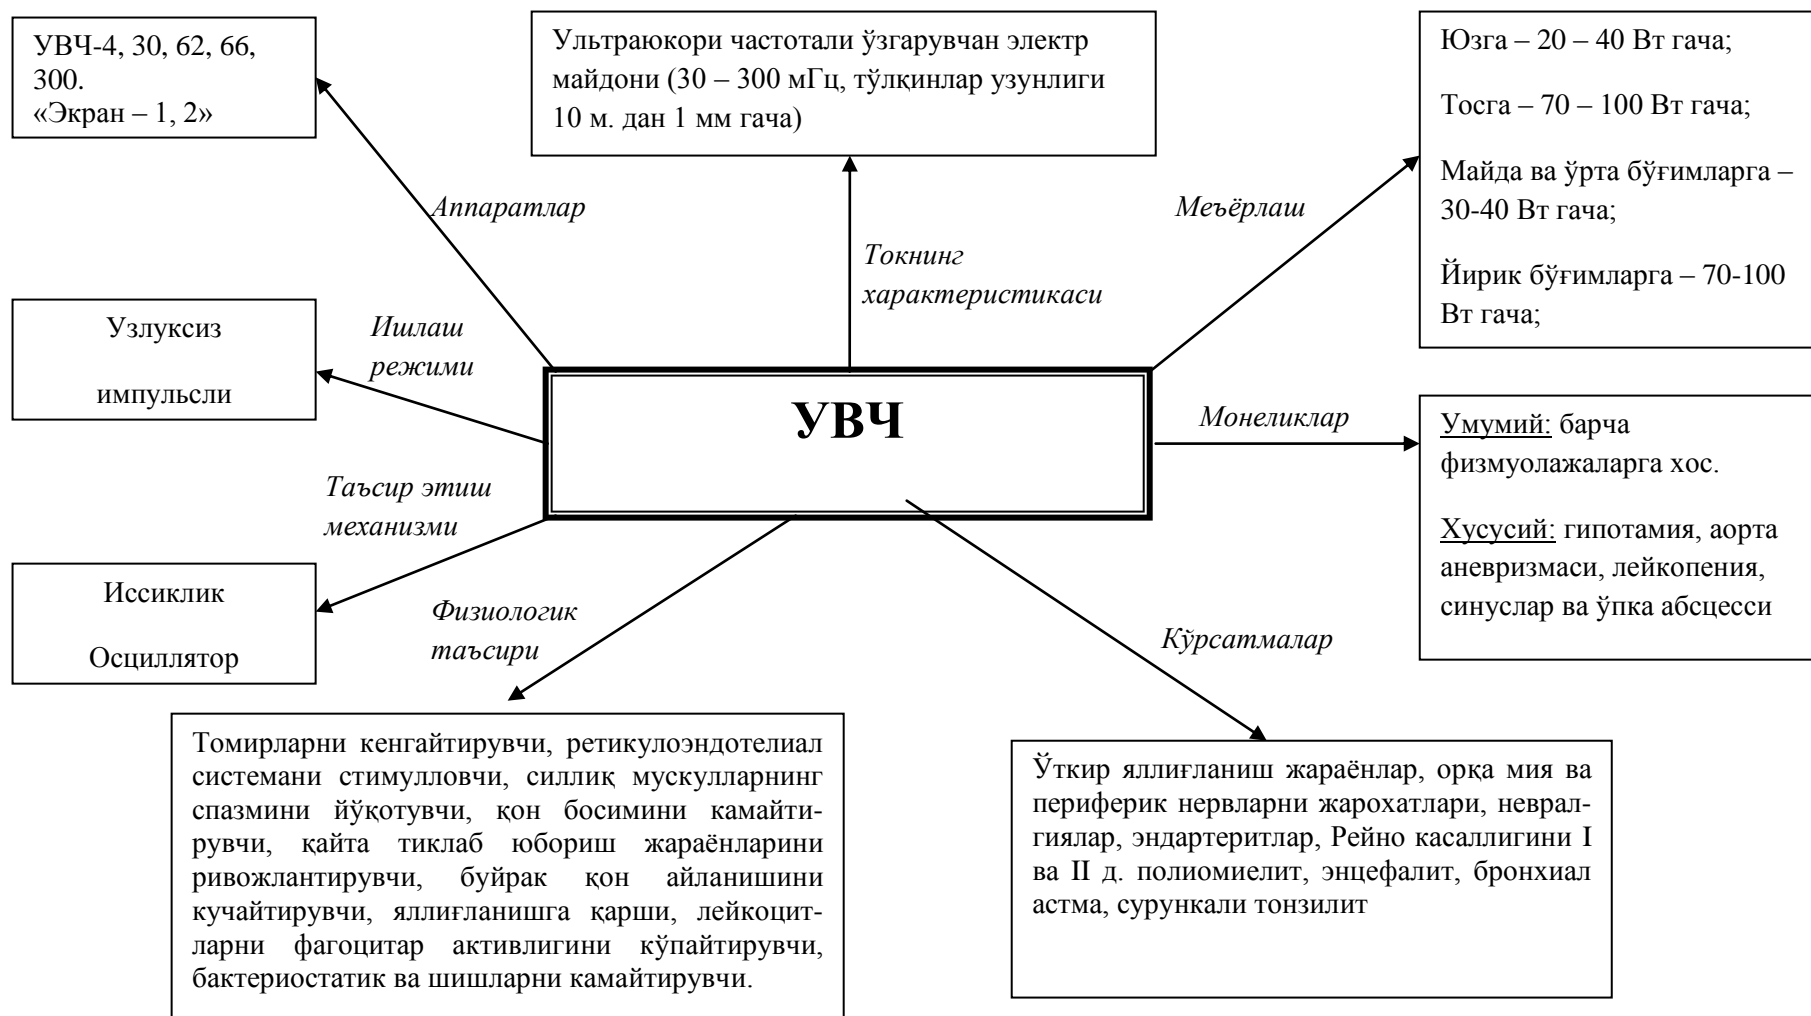 УВЧ-4, 30, 62, 66,
300.
«Экран – 1, 2»
Ультраюкори частотали ўзгарувчан электр
майдони (30 – 300 мГц, тўлқинлар узунлиги
10 м. дан 1 мм гача)
Юзга – 20 – 40 Вт гача;
Тосга – 70 – 100 Вт гача;
Майда ва ўрта бўғимларга –
30-40 Вт гача;
Йирик бўғимларга – 70-100
Вт гача;
Аппаратлар
Меъёрлаш
Токнинг
характеристикаси
Узлуксиз
импульсли
Ишлаш
режими
УВЧ
Монеликлар
Умумий: барча
физмуолажаларга хос.
Хусусий: гипотамия, аорта
аневризмаси, лейкопения,
синуслар ва ўпка абсцесси
Таъсир этиш
механизми
Иссиклик
Осциллятор
Физиологик
таъсири
Кўрсатмалар
Томирларни кенгайтирувчи, ретикулоэндотелиал
системани стимулловчи, силлиқ мускулларнинг
спазмини йўқотувчи, қон босимини камайти-
рувчи, қайта тиклаб юбориш жараёнларини
ривожлантирувчи, буйрак қон айланишини
кучайтирувчи, яллиғланишга қарши, лейкоцит-
ларни фагоцитар активлигини кўпайтирувчи,
бактериостатик ва шишларни камайтирувчи.
Ўткир яллиғланиш жараёнлар, орқа мия ва
периферик нервларни жарохатлари, неврал-
гиялар, эндартеритлар, Рейно касаллигини I
ва II д. полиомиелит, энцефалит, бронхиал
астма, сурункали тонзилит